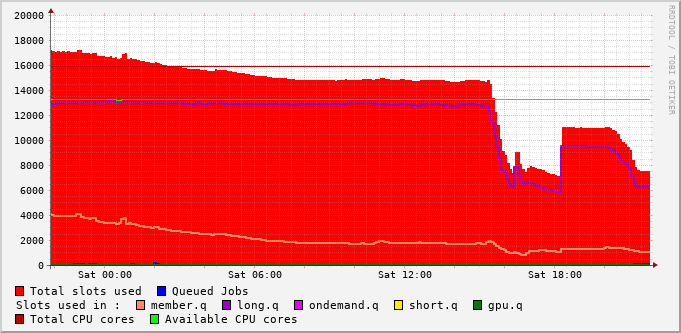 RRDTOOL / TOBI OETIKER
20000
18000
16000
14000
12000
10000
8000
6000
4000
2000
0
Sat 00:00 Sat 06:00 Sat 12:00 Sat 18:00
Total slots used Queued Jobs
Slots used in : member.q long.q ondemand.q short.q gpu.q
Total CPU cores Available CPU cores